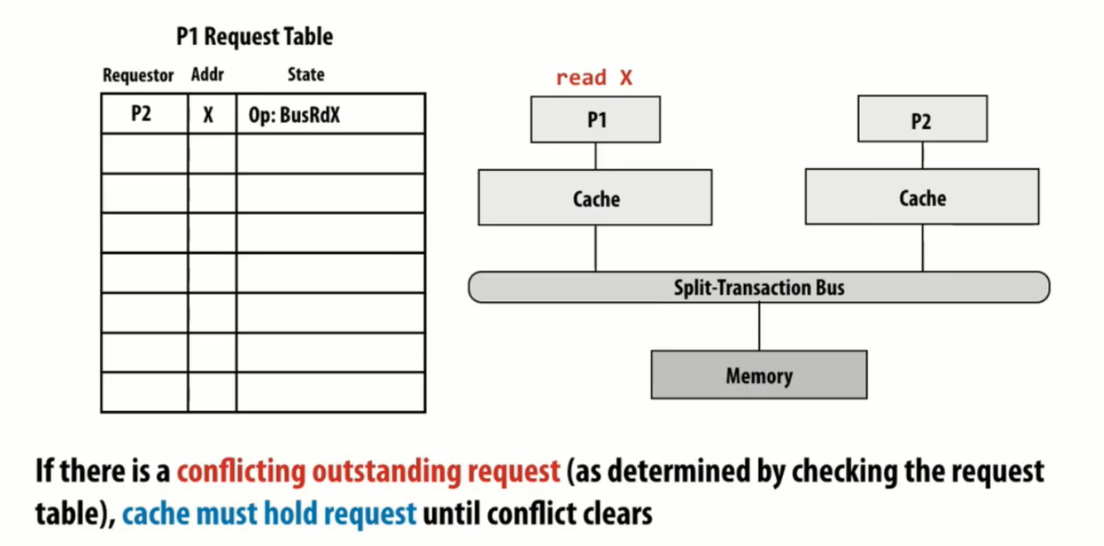 P1 Request Table
Requestor Addr State
P2 X Op: BusRdX
read X
P1
P2
Cache
Cache
Split-Transaction Bus
Memory
If there is a conflicting outstanding request (as determined by checking the request
table), cache must hold request until conflict clears